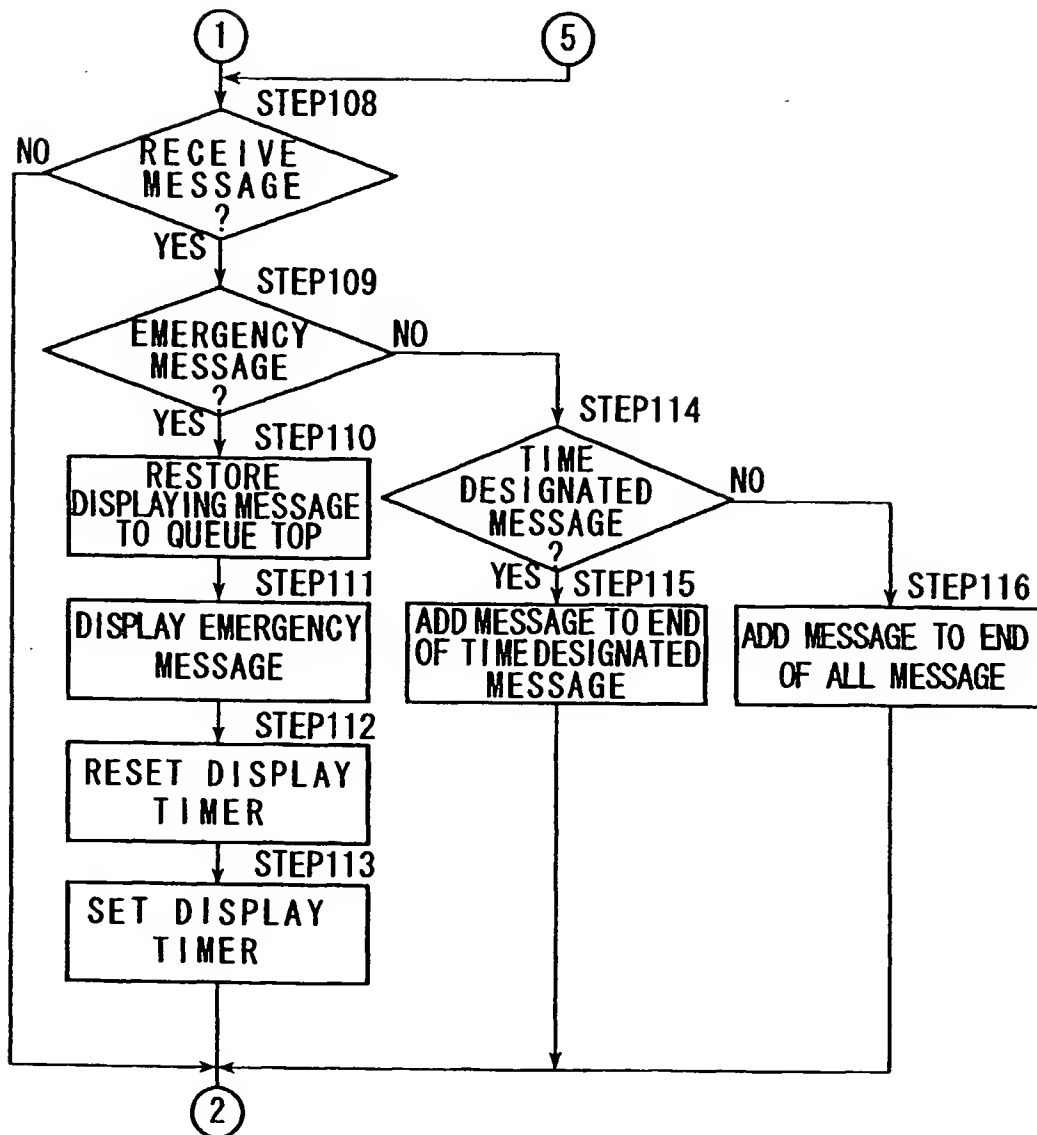 1
5
STEP108
NO
RECEIVE
MESSAGE
?
YES
STEP109
EMERGENCY
MESSAGE
?
NO
YES
STEP110
RESTORE
DISPLAYING MESSAGE
TO QUEUE TOP
STEP111
DISPLAY EMERGENCY
MESSAGE
STEP112
RESET DISPLAY
TIMER
STEP113
SET DISPLAY
TIMER
STEP114
TIME
DESIGNATED
MESSAGE
?
NO
YES
STEP115
ADD MESSAGE TO END
OF TIME DESIGNATED
MESSAGE
STEP116
ADD MESSAGE TO END
OF ALL MESSAGE
2